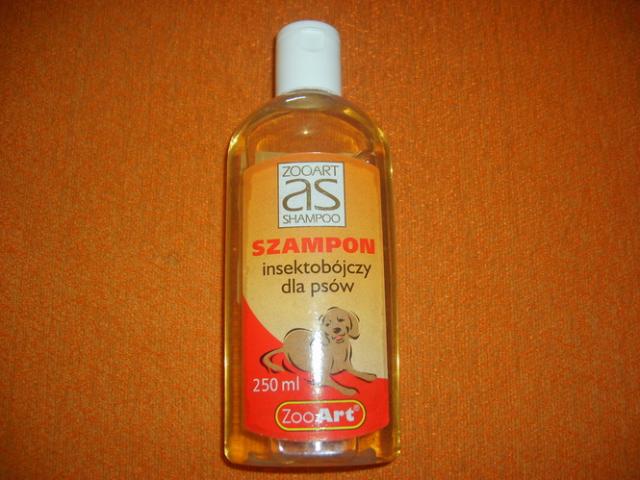 ZOOART
as
SHAMPOO
SZAMPON
insektobójczy
dla psów
250 ml
ZooArt®